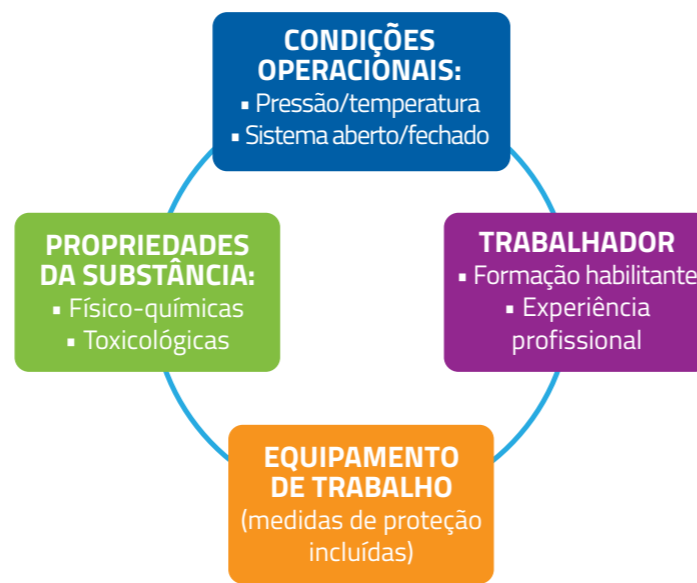 CONDIÇÕES
OPERACIONAIS:
▪ Pressão/temperatura
▪ Sistema aberto/fechado
PROPRIEDADES
DA SUBSTÂNCIA:
▪ Físico-químicas
▪ Toxicológicas
TRABALHADOR
▪ Formação habilitante
▪ Experiência
profissional
EQUIPAMENTO
DE TRABALHO
(medidas de proteção
incluídas)